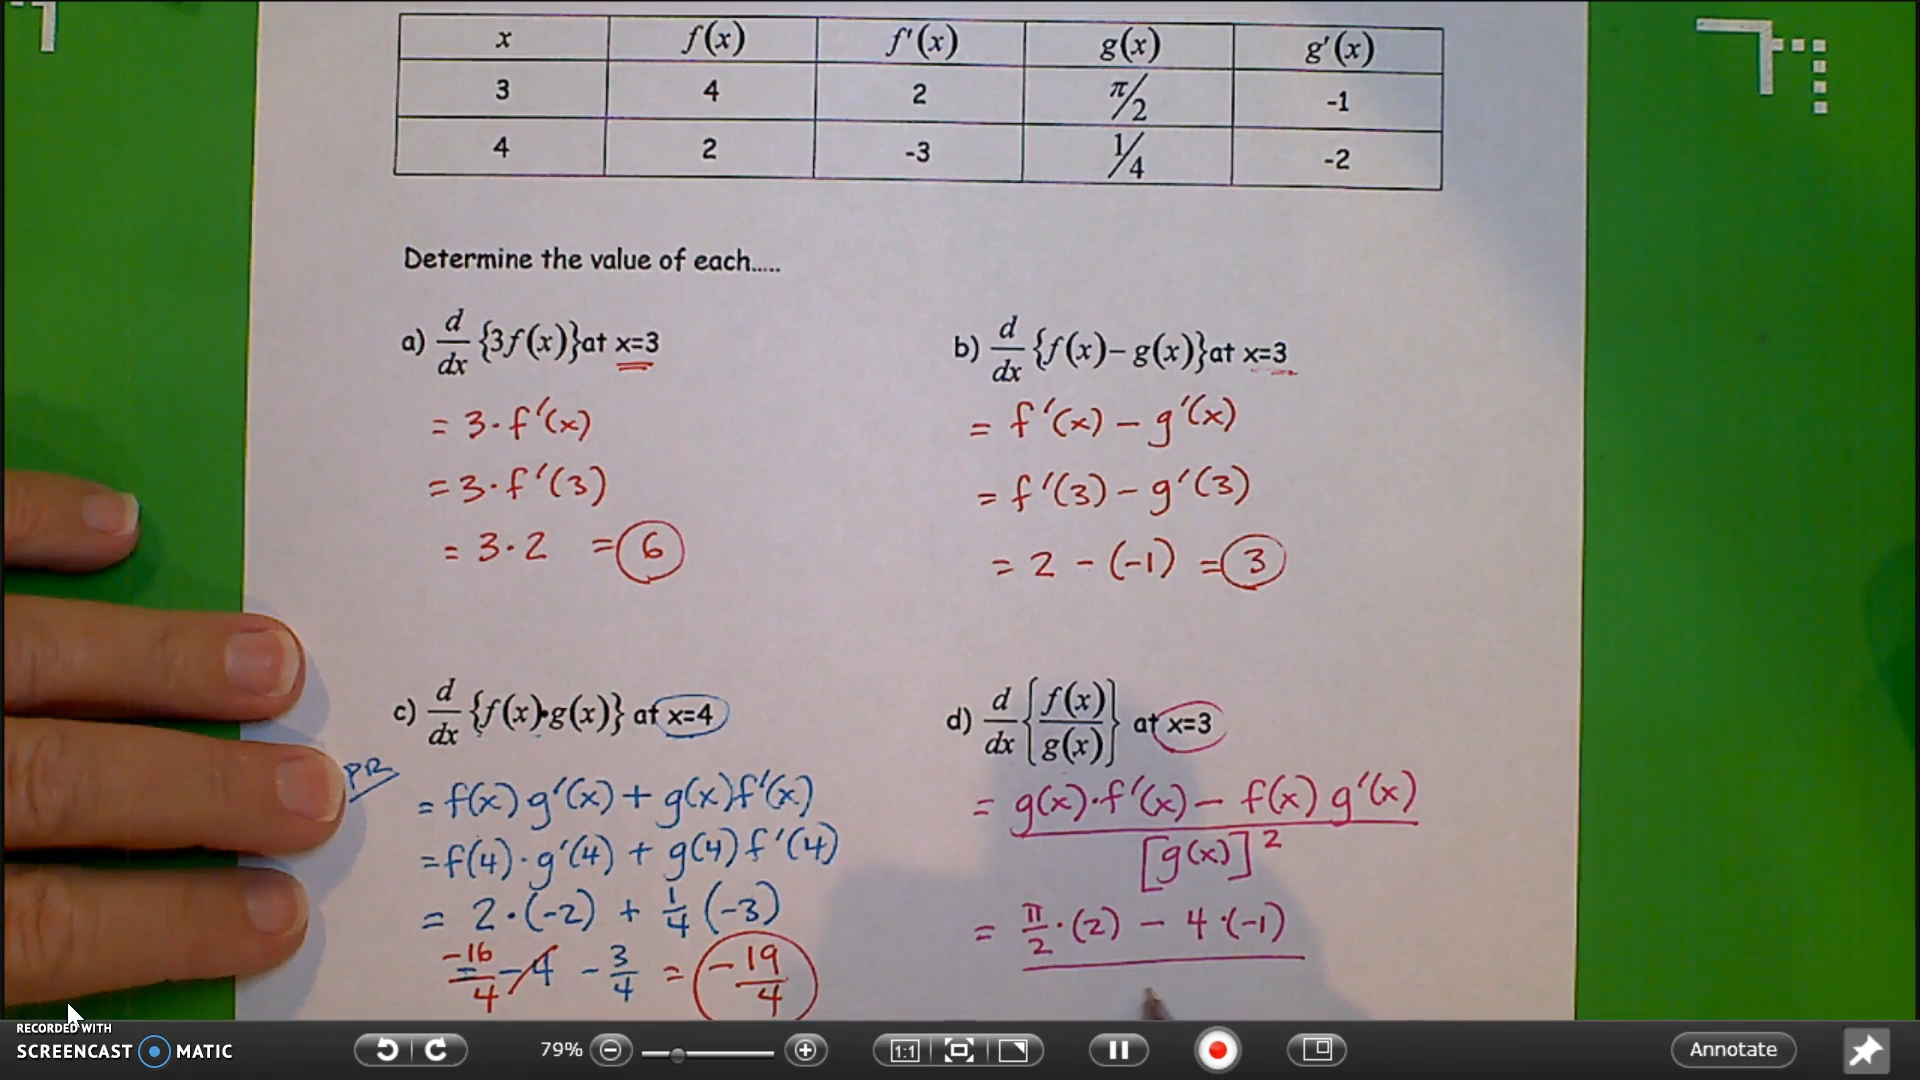 x f(x) f'(x) g(x) g'(x)
3 4 2 π/2 -1
4 2 -3 1/4 -2
Determine the value of each.....
a) d/dx {3f(x)} at x=3
= 3·f'(x)
= 3·f'(3)
= 3·2 = 6
b) d/dx {f(x)-g(x)} at x=3
= f'(x) - g'(x)
= f'(3) - g'(3)
= 2 - (-1) = 3
c) d/dx {f(x)·g(x)} at x=4
PR
= f(x) g'(x) + g(x) f'(x)
= f(4)·g'(4) + g(4) f'(4)
= 2·(-2) + 1/4 (-3)
= -16/4 -4 - 3/4 = -19/4
d) d/dx {f(x)/g(x)} at x=3
= g(x)·f'(x) - f(x) g'(x)
[g(x)]²
= π/2·(2) - 4·(-1)
RECORDED WITH
SCREENCAST MATIC
79%
1:1
Annotate